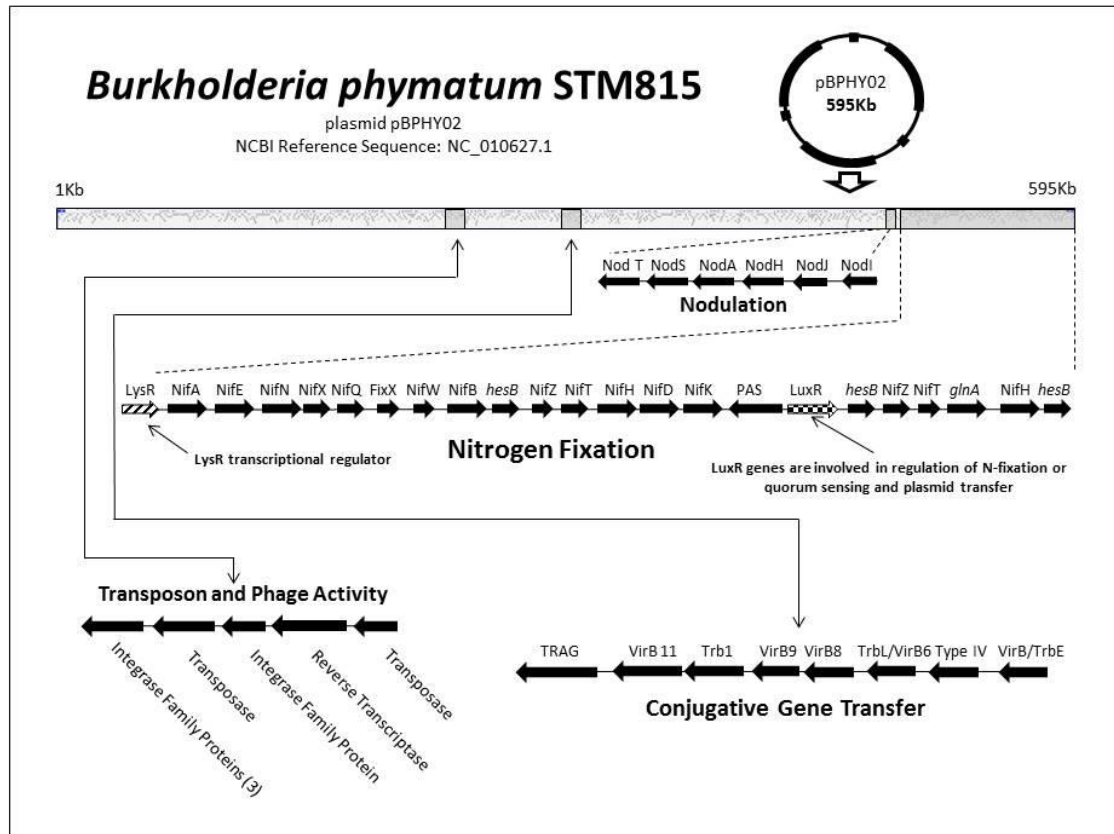 Burkholderia phymatum STM815
plasmid pBPHY02
NCBI Reference Sequence: NC_010627.1
pBPHY02
595Kb
1Kb
595Kb
Nod T NodS NodA NodH NodJ NodI
Nodulation
LysR NifA NifE NifN NifX NifQ FixX NifW NifB hesB NifZ NifT NifH NifD NifK PAS LuxR hesB NifZ NifT glnA NifH hesB
Nitrogen Fixation
LysR transcriptional regulator
LuxR genes are involved in regulation of N-fixation or
quorum sensing and plasmid transfer
Transposon and Phage Activity
Integrase Family Proteins (3)
Transposase
Integrase Family Protein
Reverse Transcriptase
Transposase
TRAG VirB 11 Trb1 VirB9 VirB8 TrbL/VirB6 Type IV VirB/TrbE
Conjugative Gene Transfer